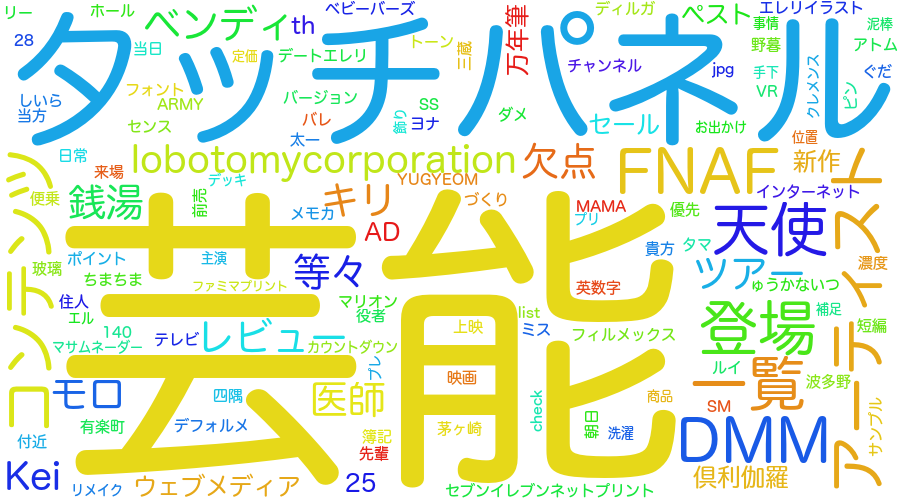 リー
ホール
ベンディ
th
ベビーバーズ
ディルガ
エレリイラスト
28
タッチパネル
当日
デートエレリ
定価
トーン
三蔵
万年筆
ペスト
事情
泥棒
野暮
アトム
チャンネル
jpg
手下
ぐだ
しいら
当方
フォント
ARMY
バージョン
バレ
SS
ヨナ
飾り
ダメ
セール
VR
クレメンス
ピン
センス
太一
お出かけ
位置
日常
来場
lobotomycorporation
欠点
FNAF
新作
コンテンツ
便乗
銭湯
デッキ
前売
メモカ
キリ
YUGYEOM
づくり
AD
MAMA
プリ
優先
インターネット
天使
アーティスト
貴方
タマ
ツアー
濃度
玻璃
ポイント
主演
等々
英数字
ちまちま
ファミマプリント
ゅうかないつ
住人
エル
芸能
マリオン
役者
list
ミス
登場
補足
短編
140
マサムネーダー
テレビ
レビュー
カウントダウン
上映
フィルメックス
ルイ
波多野
モロ
四隅
プレ
医師
映画
商品
一覧
SM
サンプル
有楽町
デフォルメ
簿記
先輩
茅ヶ崎
check
朝日
洗濯
DMM
付近
Kei
リメイク
ウェブメディア
25
セブンイレブンネットプリント
倶利伽羅